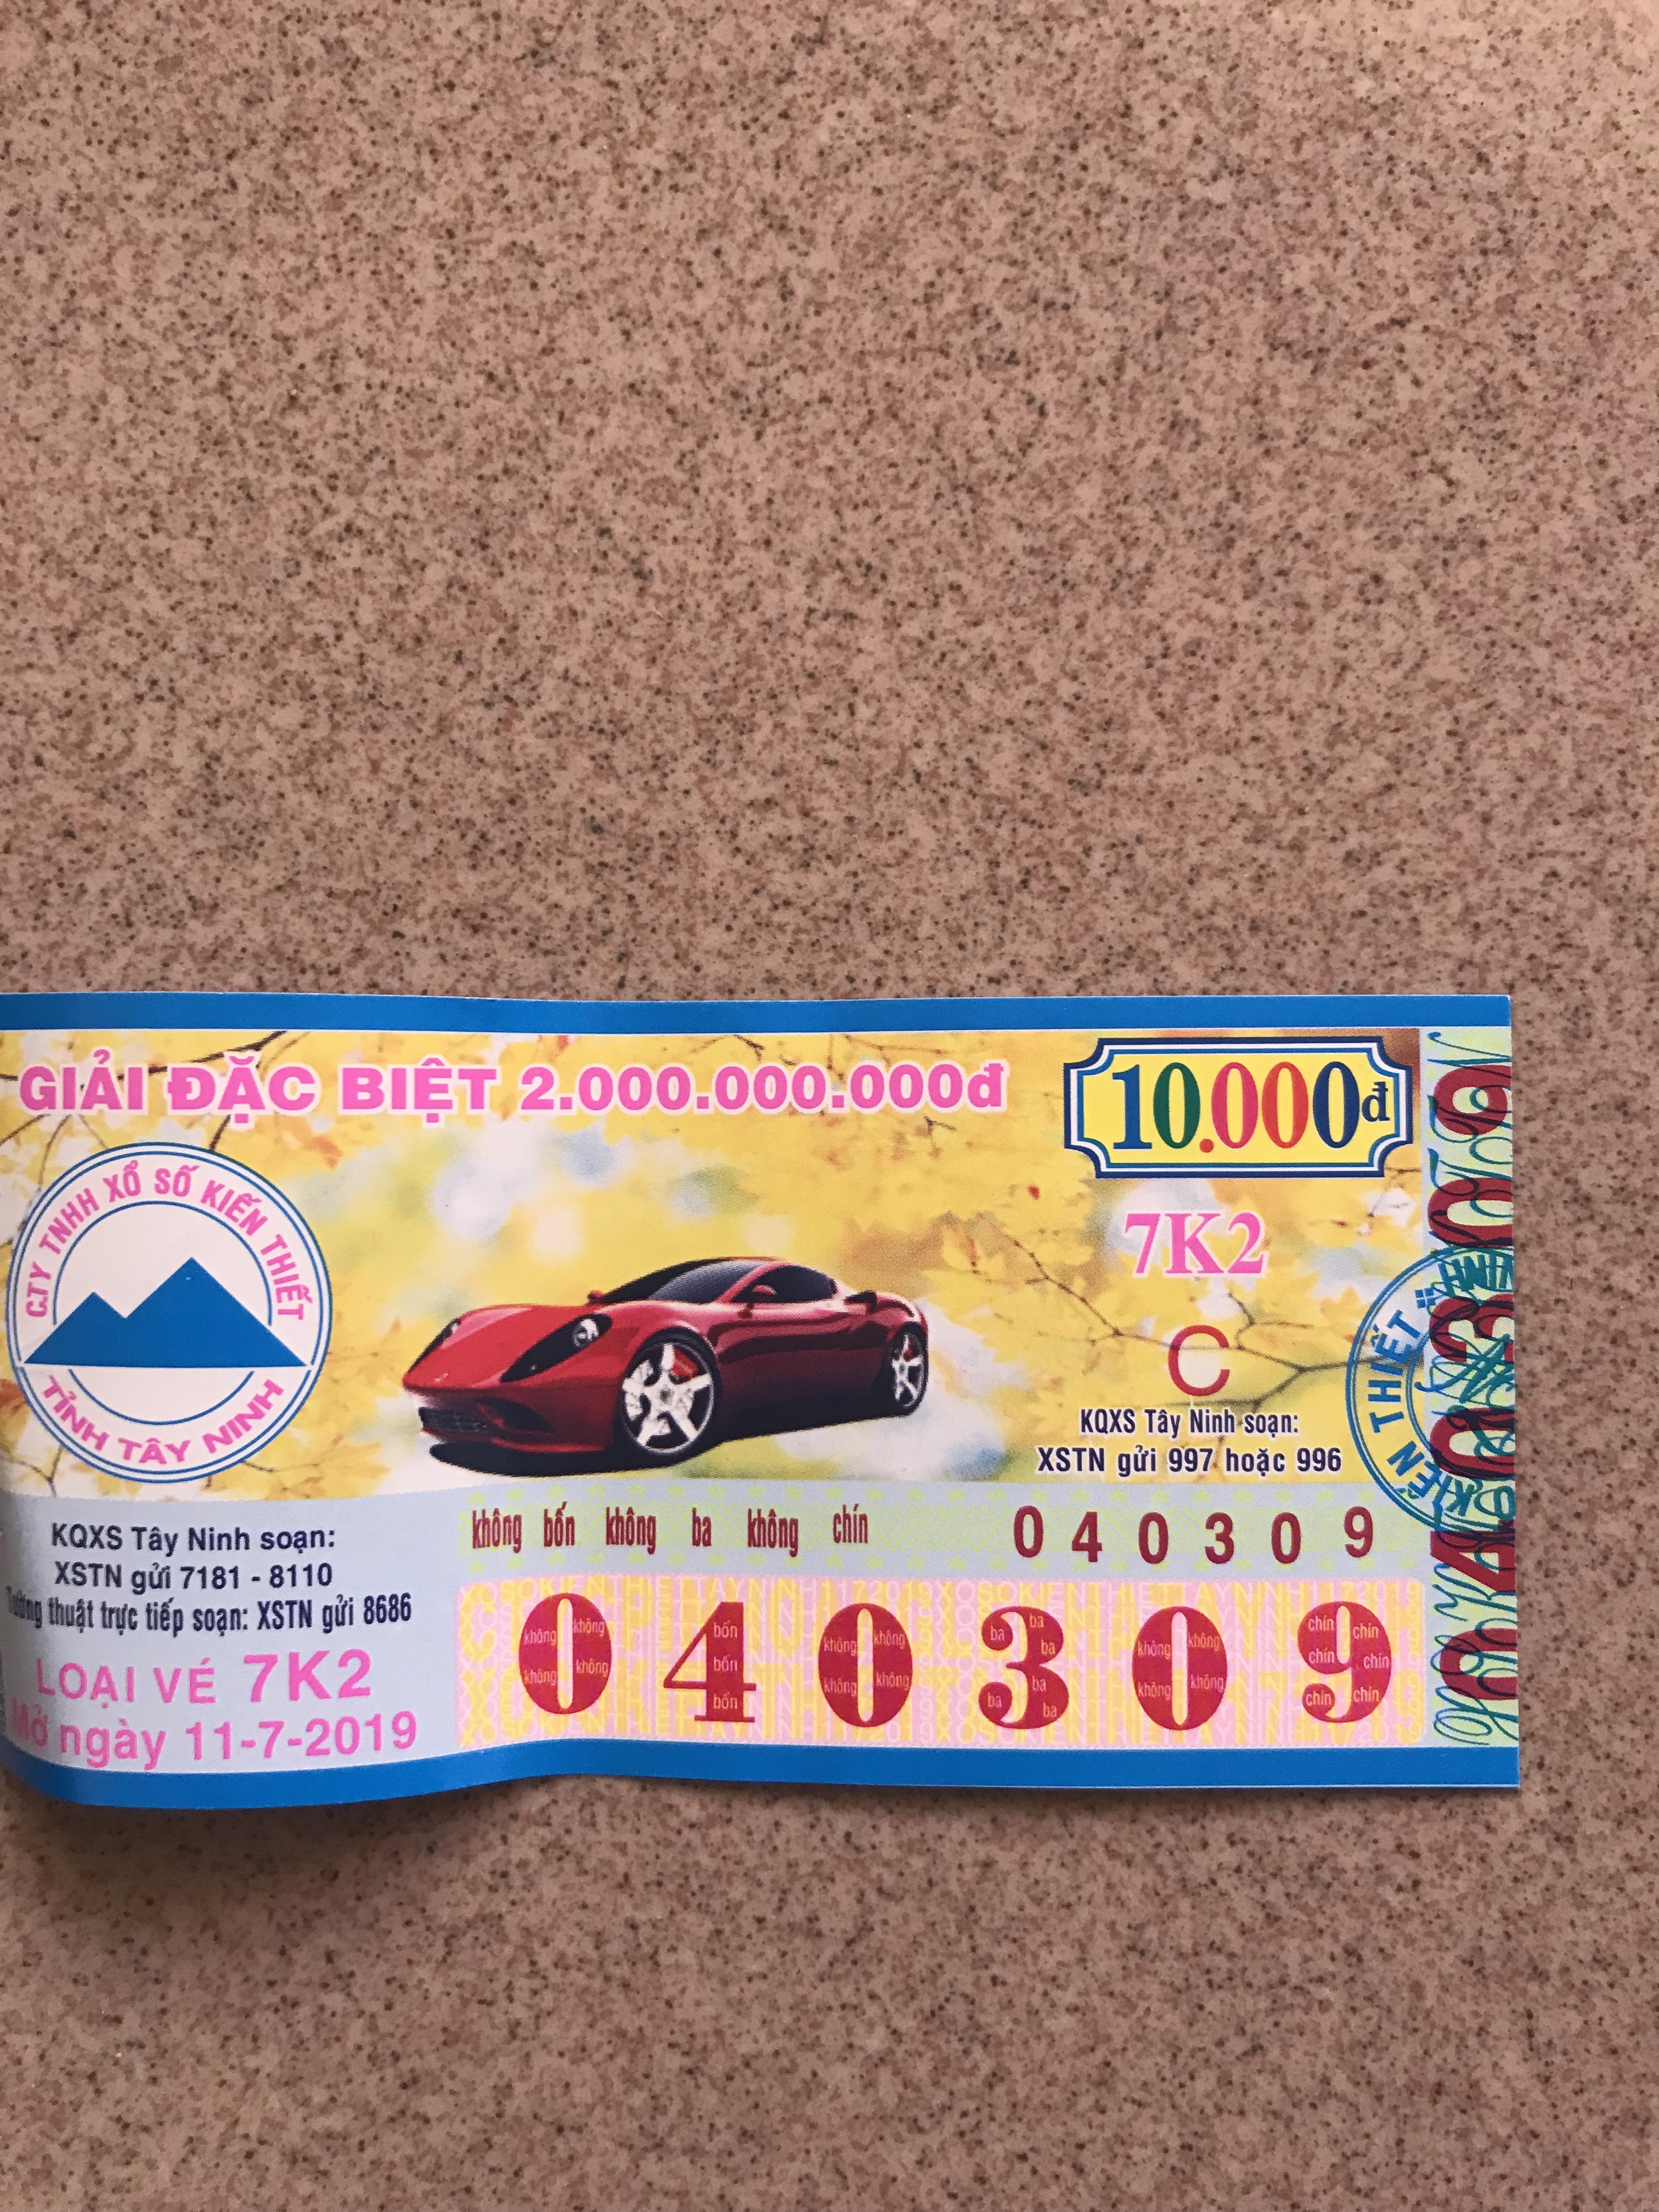 GIẢI ĐẶC BIỆT 2.000.000.000đ
10.000đ
C.TY TNHH XỔ SỐ KIẾN THIẾT
TỈNH TÂY NINH
7K2
C
KQXS Tây Ninh soạn:
XSTN gửi 997 hoặc 996
KIẾN THIẾT
040309
không bốn không ba không chín
040309
KQXS Tây Ninh soạn:
XSTN gửi 7181 - 8110
Tường thuật trực tiếp soạn: XSTN gửi 8686
LOẠI VÉ 7K2
Mở ngày 11-7-2019
040309